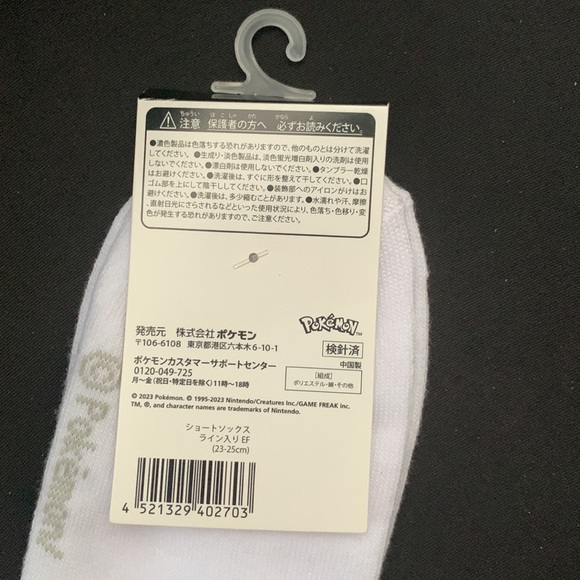 ちゅうい ほごしゃ かた かなら よ
注意 保護者の方へ 必ずお読みください。
●濃色製品は色落ちする恐れがありますので、他のものとは分けて洗濯
してください。●生成り・淡色製品は、淡色蛍光増白剤入りの洗剤は使用
しないでください。●漂白剤は使用しないでください。●タンブラー乾燥
はお避けください。●洗濯後は、すぐに形を整えて干してください。●口
ゴム部を上にして陰干ししてください。●装飾部へのアイロンがけはお
避けください。●洗濯後は、多少縮むことがあります。●水濡れや汗、摩擦
、直射日光にさらされるなどといった使用状況により、色落ち・色移り・変
色が発生する恐れがありますので、ご注意ください。
POKÉMON™
発売元 株式会社ポケモン
〒106-6108 東京都港区六本木6-10-1
検針済
中国製
ポケモンカスタマーサポートセンター
0120-049-725
月～金（祝日・特定日を除く）11時～18時
［組成］
ポリエステル・綿・その他
© 2023 Pokémon. © 1995-2023 Nintendo/Creatures Inc./GAME FREAK inc.
TM, ®, and character names are trademarks of Nintendo.
ショートソックス
ライン入り EF
(23-25cm)
4 521329 402703
©Pokémon